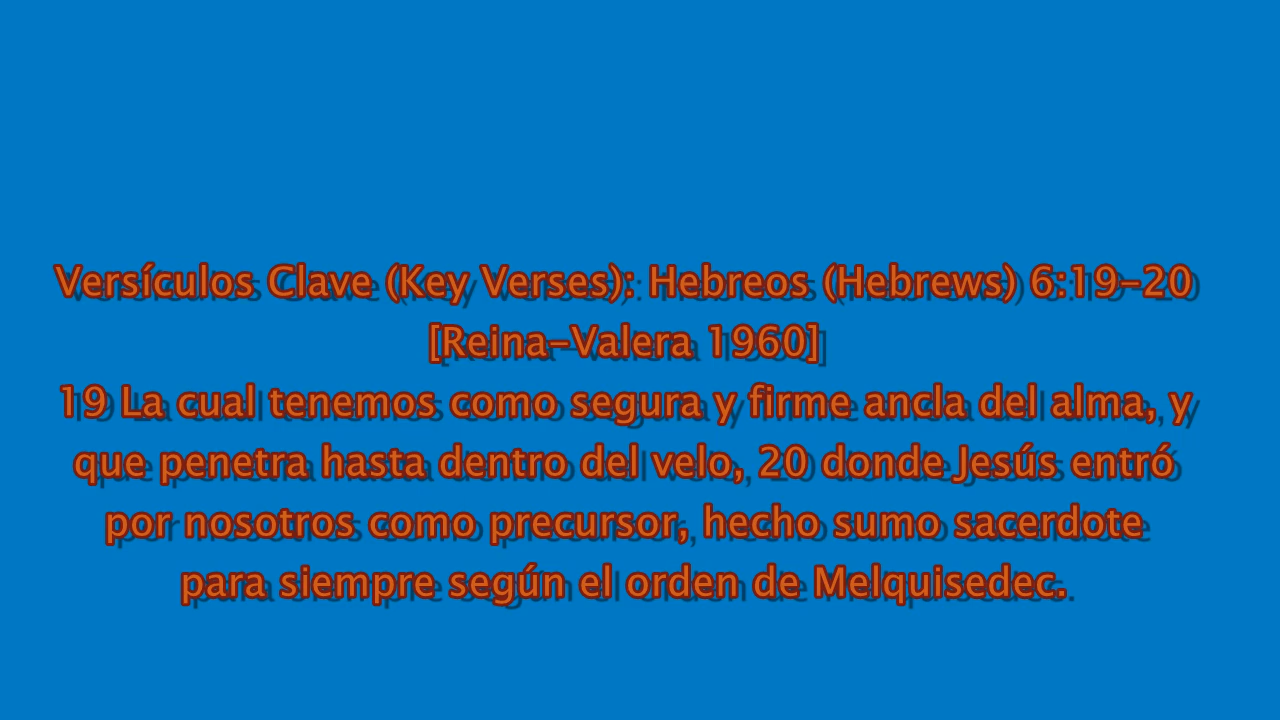 Versículos Clave (Key Verses): Hebreos (Hebrews) 6:19-20
[Reina-Valera 1960]
19 La cual tenemos como segura y firme ancla del alma, y
que penetra hasta dentro del velo, 20 donde Jesús entró
por nosotros como precursor, hecho sumo sacerdote
para siempre según el orden de Melquisedec.